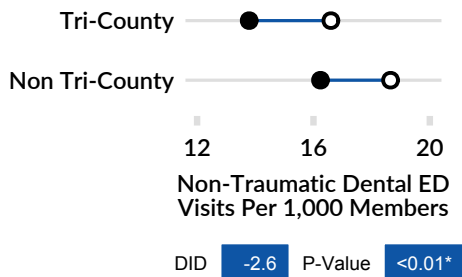 Tri-County
Non Tri-County
12 16 20
Non-Traumatic Dental ED
Visits Per 1,000 Members
DID -2.6 P-Value <0.01*